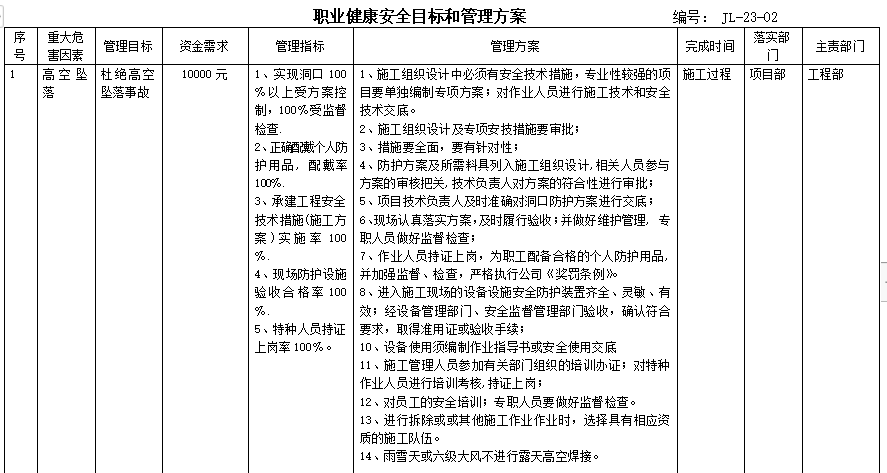 职业健康安全目标和管理方案 编号： JL-23-02
序号 重大危害因素 管理目标 资金需求 管理指标 管理方案 完成时间 落实部门 主责部门
1 高空坠落 杜绝高空坠落事故 10000 元
1、实现洞口 100
%以上受方案控
制，100%受监督
检查.
2、正确配戴个人防
护用品, 配戴率
100%.
3、承建工程安全
技术措施(施工方
案)实施率 100
%.
4、现场防护设施
验收合格率 100
%.
5、特种人员持证
上岗率 100%。
1、施工组织设计中必须有安全技术措施，专业性较强的项
目要单独编制专项方案；对作业人员进行施工技术和安全
技术交底。
2、施工组织设计及专项安技措施要审批；
3、措施要全面，要有针对性；
4、防护方案及所需料具列入施工组织设计,相关人员参与
方案的审核把关,技术负责人对方案的符合性进行审批；
5、项目技术负责人及时准确对洞口防护方案进行交底；
6、现场认真落实方案,及时履行验收；并做好维护管理, 专
职人员做好监督检查；
7、作业人员持证上岗，为职工配备合格的个人防护用品,
并加强监督、检查，严格执行公司《奖罚条例》。
8、进入施工现场的设备设施安全防护装置齐全、灵敏、有
效；经设备管理部门、安全监督管理部门验收，确认符合
要求，取得准用证或验收手续；
10、设备使用须编制作业指导书或安全使用交底
11、施工管理人员参加有关部门组织的培训办证；对特种
作业人员进行培训考核,持证上岗；
12、对员工的安全培训；专职人员要做好监督检查。
13、进行拆除或或其他施工作业作业时，选择具有相应资
质的施工队伍。
14、雨雪天或六级大风不进行露天高空焊接。
施工过程 项目部 工程部